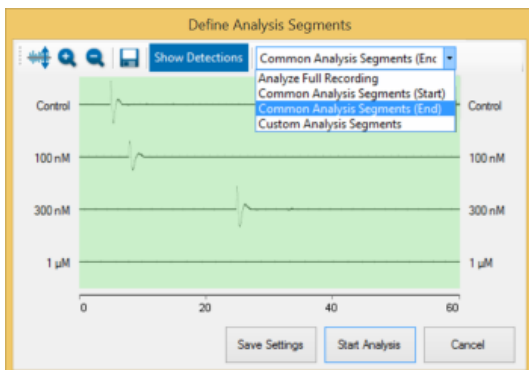 Define Analysis Segments
Show Detections Common Analysis Segments (Enc
Analyze Full Recording
Common Analysis Segments (Start)
Common Analysis Segments (End)
Custom Analysis Segments
Control Control
100 nM 100 nM
300 nM 300 nM
1 µM 1 µM
0 20 40 60
Save Settings Start Analysis Cancel